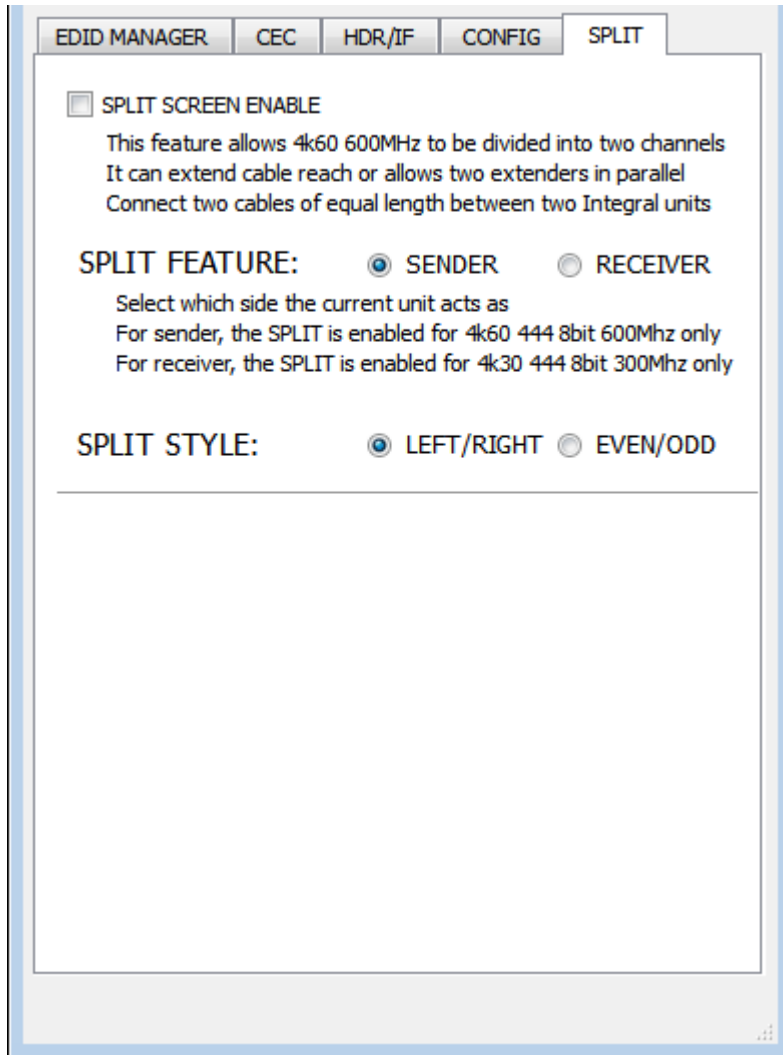 EDID MANAGER CEC HDR/IF CONFIG SPLIT
SPLIT SCREEN ENABLE
This feature allows 4k60 600MHz to be divided into two channels
It can extend cable reach or allows two extenders in parallel
Connect two cables of equal length between two Integral units
SPLIT FEATURE: SENDER RECEIVER
Select which side the current unit acts as
For sender, the SPLIT is enabled for 4k60 444 8bit 600Mhz only
For receiver, the SPLIT is enabled for 4k30 444 8bit 300Mhz only
SPLIT STYLE: LEFT/RIGHT EVEN/ODD